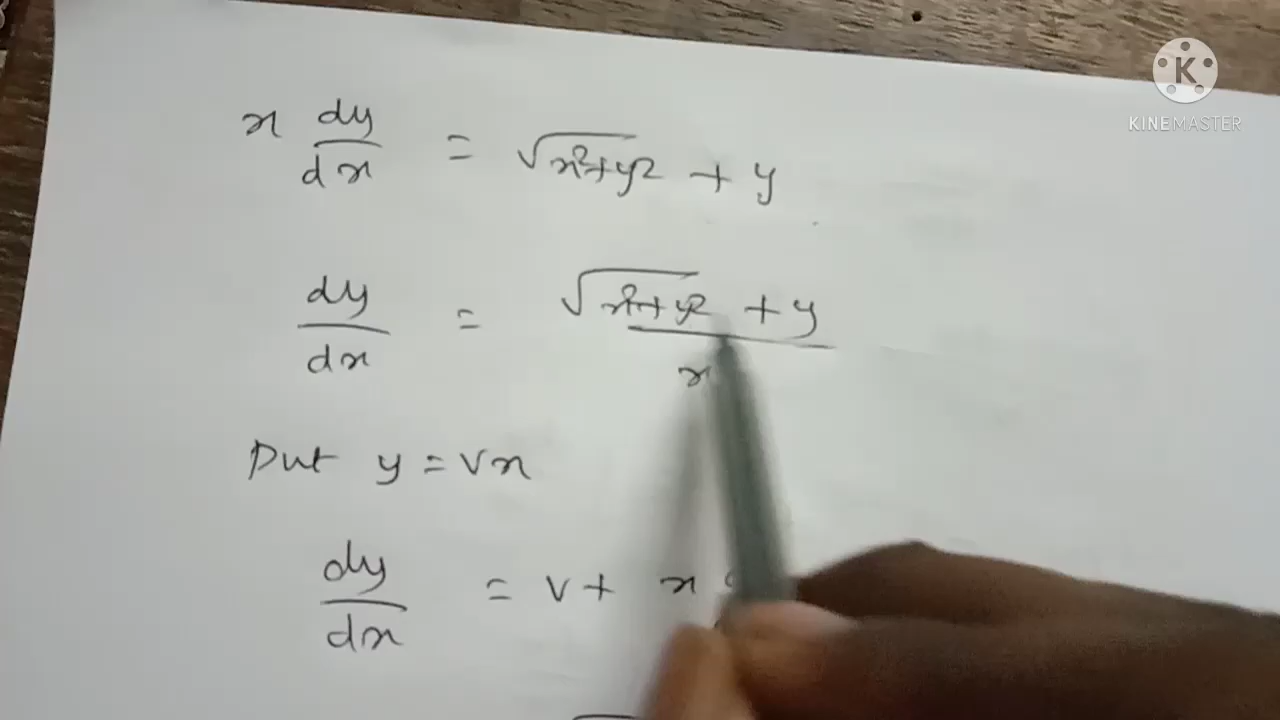 x dy/dx = √x²+y² + y
KINEMASTER
dy/dx = √x²+y² + y / x
Put y = vx
dy/dx = v + x